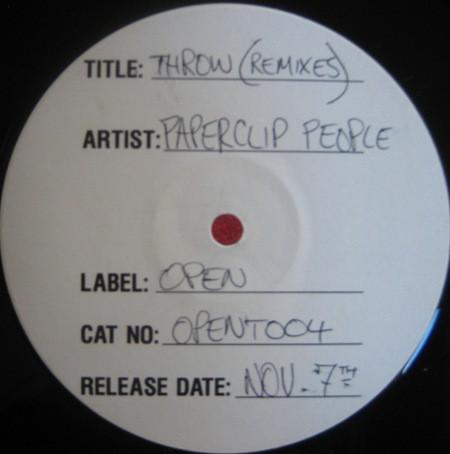 TITLE: THROW (REMIXES)
ARTIST: PAPERCLIP PEOPLE
LABEL: OPEN
CAT NO: OPENT004
RELEASE DATE: NOV. 7TH